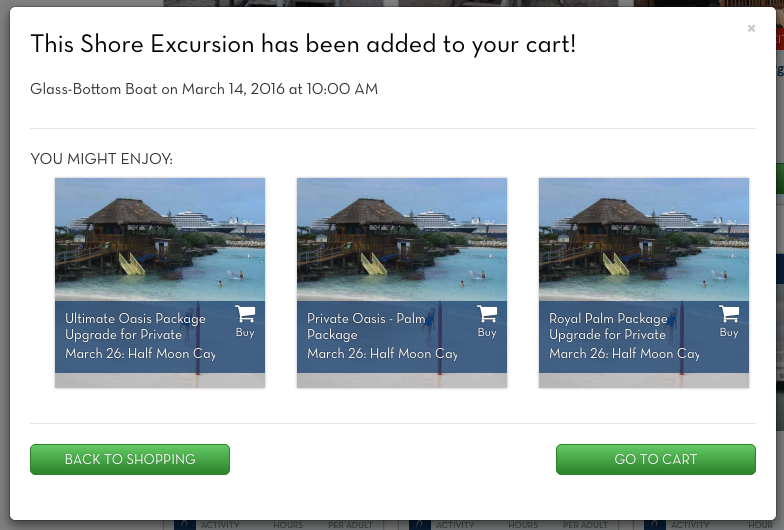 This Shore Excursion has been added to your cart!
×
Glass-Bottom Boat on March 14, 2016 at 10:00 AM
YOU MIGHT ENJOY:
Ultimate Oasis Package
Upgrade for Private
March 26: Half Moon Cay
Buy
Private Oasis - Palm
Package
March 26: Half Moon Cay
Buy
Royal Palm Package
Upgrade for Private
March 26: Half Moon Cay
Buy
BACK TO SHOPPING
GO TO CART
ACTIVITY HOURS PER ADULT
ACTIVITY HOURS PER ADULT
ACTIVITY